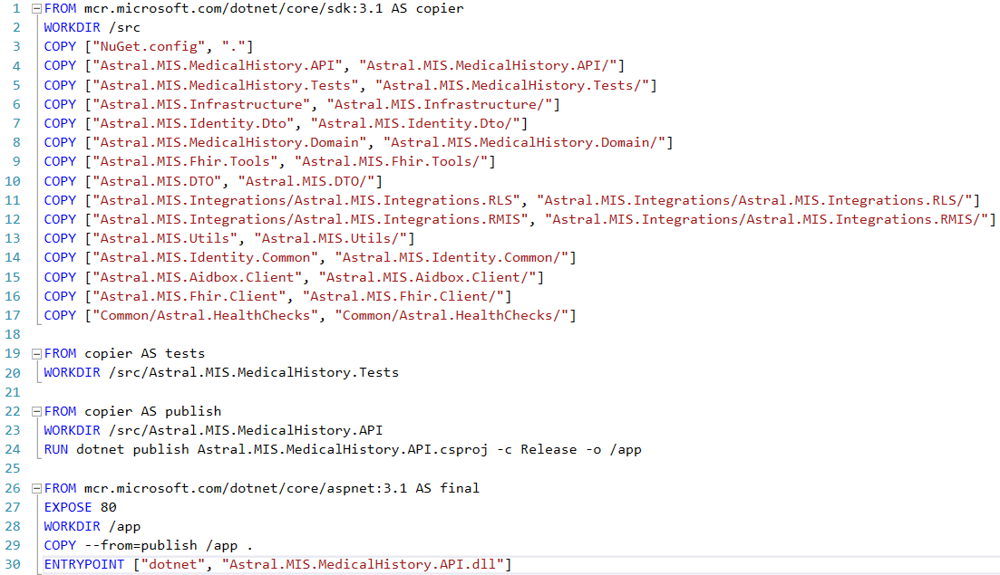 1 FROM mcr.microsoft.com/dotnet/core/sdk:3.1 AS copier
2 WORKDIR /src
3 COPY ["NuGet.config", "."]
4 COPY ["Astral.MIS.MedicalHistory.API", "Astral.MIS.MedicalHistory.API/"]
5 COPY ["Astral.MIS.MedicalHistory.Tests", "Astral.MIS.MedicalHistory.Tests/"]
6 COPY ["Astral.MIS.Infrastructure", "Astral.MIS.Infrastructure/"]
7 COPY ["Astral.MIS.Identity.Dto", "Astral.MIS.Identity.Dto/"]
8 COPY ["Astral.MIS.MedicalHistory.Domain", "Astral.MIS.MedicalHistory.Domain/"]
9 COPY ["Astral.MIS.Fhir.Tools", "Astral.MIS.Fhir.Tools/"]
10 COPY ["Astral.MIS.DTO", "Astral.MIS.DTO/"]
11 COPY ["Astral.MIS.Integrations/Astral.MIS.Integrations.RLS", "Astral.MIS.Integrations/Astral.MIS.Integrations.RLS/"]
12 COPY ["Astral.MIS.Integrations/Astral.MIS.Integrations.RMIS", "Astral.MIS.Integrations/Astral.MIS.Integrations.RMIS/"]
13 COPY ["Astral.MIS.Utils", "Astral.MIS.Utils/"]
14 COPY ["Astral.MIS.Identity.Common", "Astral.MIS.Identity.Common/"]
15 COPY ["Astral.MIS.Aidbox.Client", "Astral.MIS.Aidbox.Client/"]
16 COPY ["Astral.MIS.Fhir.Client", "Astral.MIS.Fhir.Client/"]
17 COPY ["Common/Astral.HealthChecks", "Common/Astral.HealthChecks/"]
18
19 FROM copier AS tests
20 WORKDIR /src/Astral.MIS.MedicalHistory.Tests
21
22 FROM copier AS publish
23 WORKDIR /src/Astral.MIS.MedicalHistory.API
24 RUN dotnet publish Astral.MIS.MedicalHistory.API.csproj -c Release -o /app
25
26 FROM mcr.microsoft.com/dotnet/core/aspnet:3.1 AS final
27 EXPOSE 80
28 WORKDIR /app
29 COPY --from=publish /app .
30 ENTRYPOINT ["dotnet", "Astral.MIS.MedicalHistory.API.dll"]